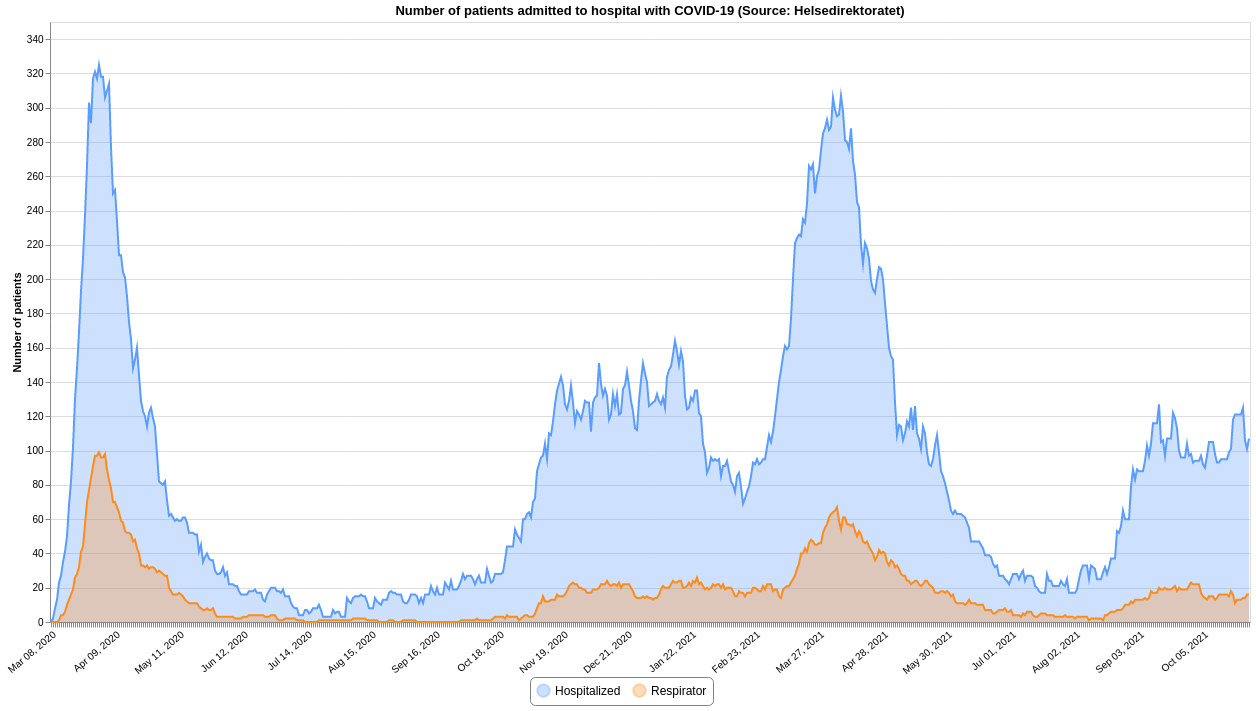 Number of patients admitted to hospital with COVID-19 (Source: Helsedirektoratet)
Number of patients
340
320
300
280
260
240
220
200
180
160
140
120
100
80
60
40
20
0
Mar 08, 2020
Apr 09, 2020
May 11, 2020
Jun 12, 2020
Jul 14, 2020
Aug 15, 2020
Sep 16, 2020
Oct 18, 2020
Nov 19, 2020
Dec 21, 2020
Jan 22, 2021
Feb 23, 2021
Mar 27, 2021
Apr 28, 2021
May 30, 2021
Jul 01, 2021
Aug 02, 2021
Sep 03, 2021
Oct 05, 2021
Hospitalized Respirator